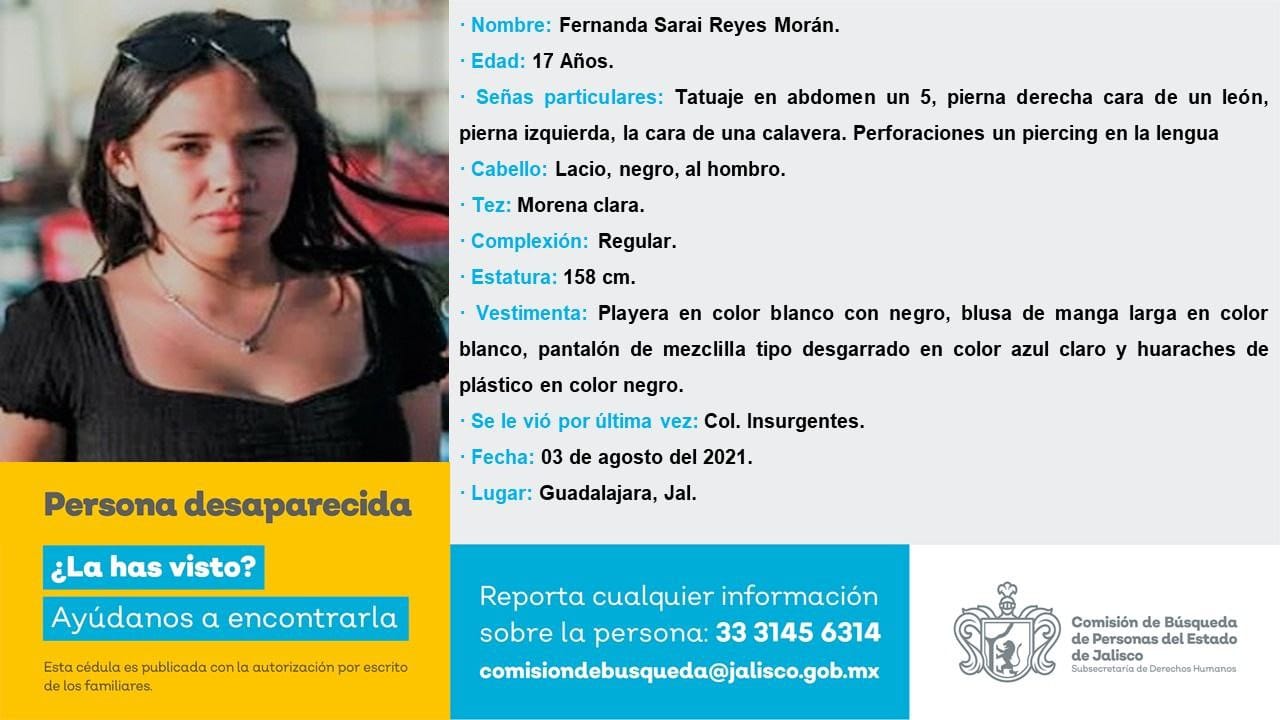 · Nombre: Fernanda Sarai Reyes Morán.
· Edad: 17 Años.
· Señas particulares: Tatuaje en abdomen un 5, pierna derecha cara de un león,
pierna izquierda, la cara de una calavera. Perforaciones un piercing en la lengua
· Cabello: Lacio, negro, al hombro.
· Tez: Morena clara.
· Complexión: Regular.
· Estatura: 158 cm.
· Vestimenta: Playera en color blanco con negro, blusa de manga larga en color
blanco, pantalón de mezclilla tipo desgarrado en color azul claro y huaraches de
plástico en color negro.
· Se le vió por última vez: Col. Insurgentes.
· Fecha: 03 de agosto del 2021.
· Lugar: Guadalajara, Jal.
Persona desaparecida
¿La has visto?
Ayúdanos a encontrarla
Esta cédula es publicada con la autorización por escrito
de los familiares.
Reporta cualquier información
sobre la persona: 33 3145 6314
comisiondebusqueda@jalisco.gob.mx
Comisión de Búsqueda
de Personas del Estado
de Jalisco
Subsecretaría de Derechos Humanos